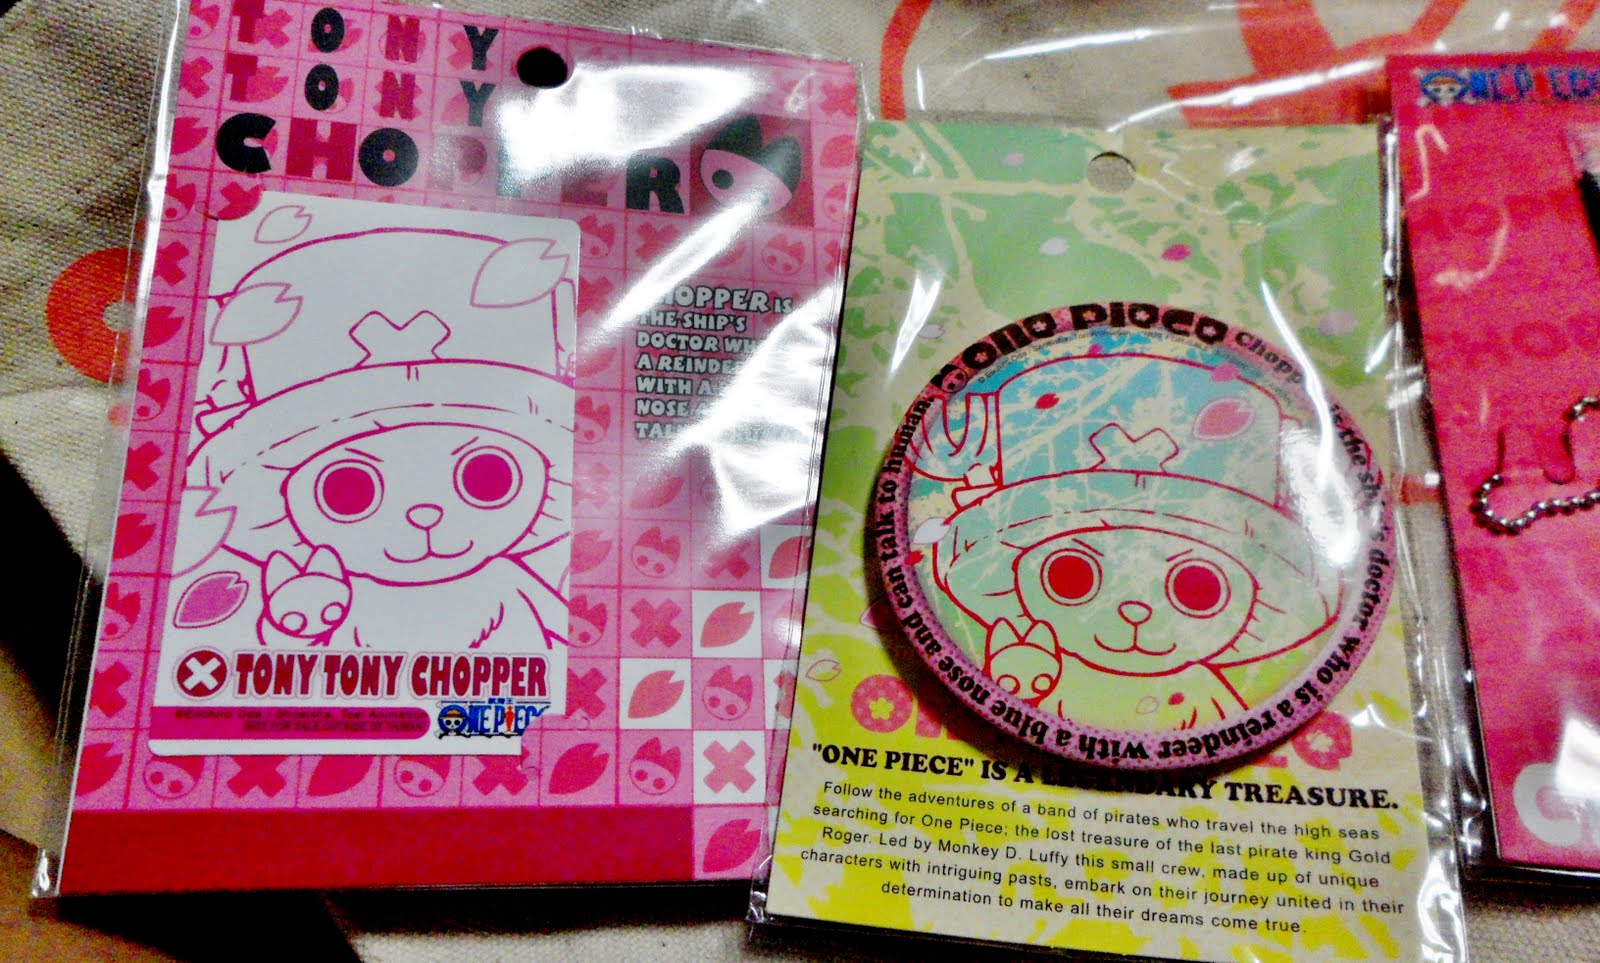 TONY
TONY
CHOPPER
CHOPPER IS
THE SHIP'S
DOCTOR
A
WITH A
NOSE
TONY TONY CHOPPER
ONE PIECE
One Piece Chopper is the ship's doctor who is a reindeer with a blue nose and can talk to human.
"ONE PIECE" IS A LEGENDARY TREASURE.
Follow the adventures of a band of pirates who travel the high seas
searching for One Piece; the lost treasure of the last pirate king Gold
Roger. Led by Monkey D. Luffy this small crew, made up of unique
characters with intriguing pasts, embark on their journey united in their
determination to make all their dreams come true.
ONE PIECE